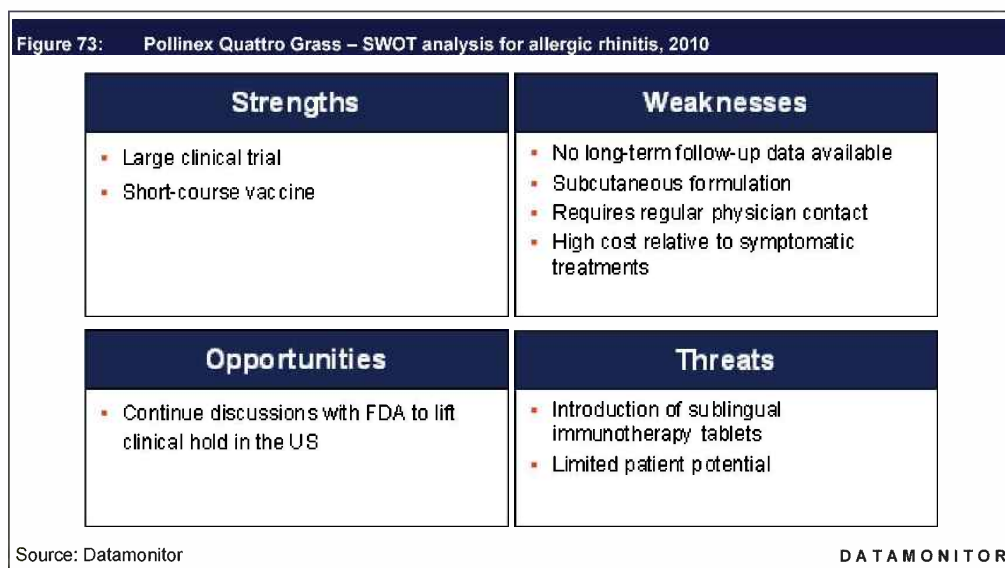 Figure 73: Pollinex Quattro Grass – SWOT analysis for allergic rhinitis, 2010
Strengths
▪ Large clinical trial
▪ Short-course vaccine
Weaknesses
▪ No long-term follow-up data available
▪ Subcutaneous formulation
▪ Requires regular physician contact
▪ High cost relative to symptomatic
treatments
Opportunities
▪ Continue discussions with FDA to lift
clinical hold in the US
Threats
▪ Introduction of sublingual
immunotherapy tablets
▪ Limited patient potential
Source: Datamonitor
DATAMONITOR